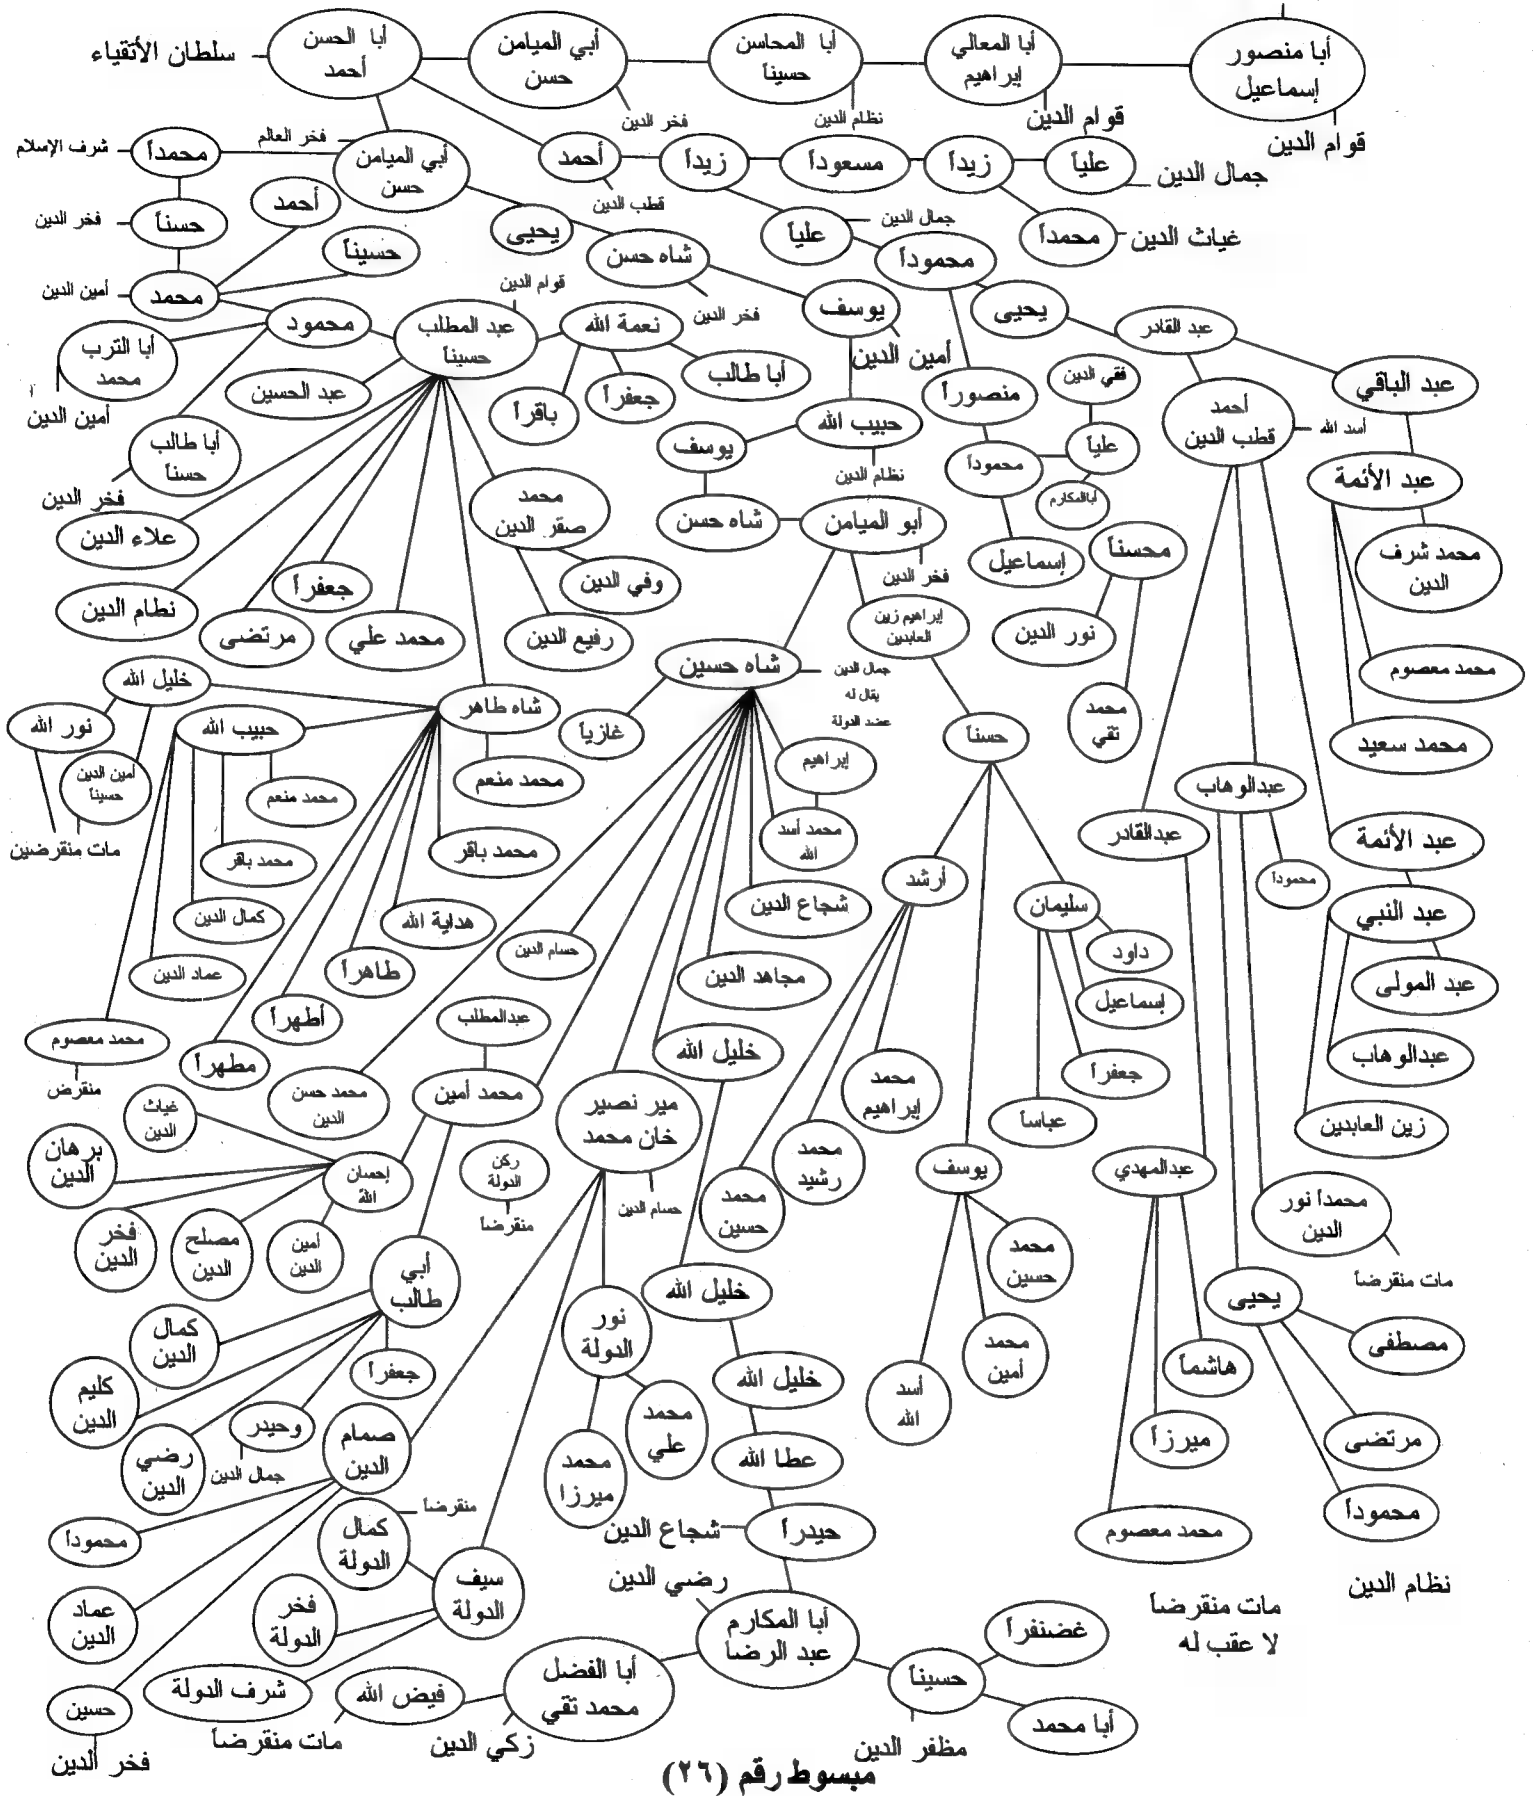 أبا منصور
إسماعيل
قوام الدين
أبا المعالي
إبراهيم
قوام الدين
أبا المحاسن
حسيناً
نظام الدين
أبي الميامن
حسن
فخر الدين
أبا الحسن
أحمد
سلطان الأتقياء
علياً
جمال الدين
زيداً
مسعوداً
زيداً
أحمد
قطب الدين
أبي الميامن
حسن
فخر العالم
محمداً
شرف الإسلام
غياث الدين
محمداً
جمال الدين
علياً
محموداً
يحيى
شاه حسن
فخر الدين
أحمد
حسناً
فخر الدين
حسيناً
محمد
أمين الدين
عبد القادر
يحيى
يوسف
أمين الدين
نعمة الله
قوام الدين
عبد المطلب
حسيناً
محمود
أبا الترب
محمد
أمين الدين
عبد الباقي
أحمد
قطب الدين
أسد الله
فقي الدين
منصوراً
أبا طالب
جعفراً
باقراً
عبد الحسين
أبا طالب
حسناً
فخر الدين
علياً
محموداً
حبيب الله
نظام الدين
يوسف
عبد الأئمة
أبالمكارم
أبو الميامن
فخر الدين
شاه حسن
محمد
صقر الدين
علاء الدين
محمد شرف
الدين
محسناً
إسماعيل
وفي الدين
جعفراً
نطام الدين
نور الدين
إبراهيم زين
العابدين
رفيع الدين
محمد علي
مرتضى
محمد معصوم
محمد
تقي
شاه حسين
جمال الدين
يقال له
عضد الدولة
شاه طاهر
خليل الله
نور الله
محمد سعيد
حسناً
غازياً
حبيب الله
أمين الدين
حسيناً
مات منقرضين
عبدالوهاب
إبراهيم
محمد منعم
محمد منعم
عبد الأئمة
عبدالقادر
محمد أسد
الله
محمد باقر
محمد باقر
محموداً
أرشد
سليمان
شجاع الدين
هداية الله
كمال الدين
عبد النبي
داود
حسام الدين
طاهراً
عماد الدين
عبد المولى
إسماعيل
مجاهد الدين
عبدالمطلب
أظهراً
محمد معصوم
منقرض
عبدالوهاب
جعفراً
محمد
إبراهيم
خليل الله
مطهراً
زين العابدين
عباساً
مير نصير
خان محمد
حسام الدين
محمد أمين
محمد حسن
الدين
غياث
الدين
عبدالمهدي
يوسف
محمد
رشيد
محمد
حسين
ركن
الدولة
منقرضاً
إحسان
الله
برهان
الدين
محمداً نور
الدين
مات منقرضاً
محمد
حسين
أمين
الدين
مصلح
الدين
فخر
الدين
يحيى
خليل الله
نور
الدولة
أبي
طالب
كمال
الدين
مصطفى
هاشماً
محمد
أمين
أسد
الله
خليل الله
جعفراً
كليم
الدين
مرتضى
ميرزا
محمد
علي
محمد
ميرزا
عطا الله
صمام
الدين
وحيدر
جمال الدين
رضي
الدين
محموداً
محمد معصوم
حيدراً
شجاع الدين
منقرضاً
كمال
الدولة
محموداً
نظام الدين
مات منقرضاً
لا عقب له
رضي الدين
سيف
الدولة
فخر
الدولة
عماد
الدين
غضنفراً
أبا المكارم
عبد الرضا
حسيناً
أبا محمد
مظفر الدين
أبا الفضل
محمد تقي
زكي الدين
فيض الله
مات منقرضاً
شرف الدولة
حسين
فخر الدين
مبسوط رقم (٢٦)